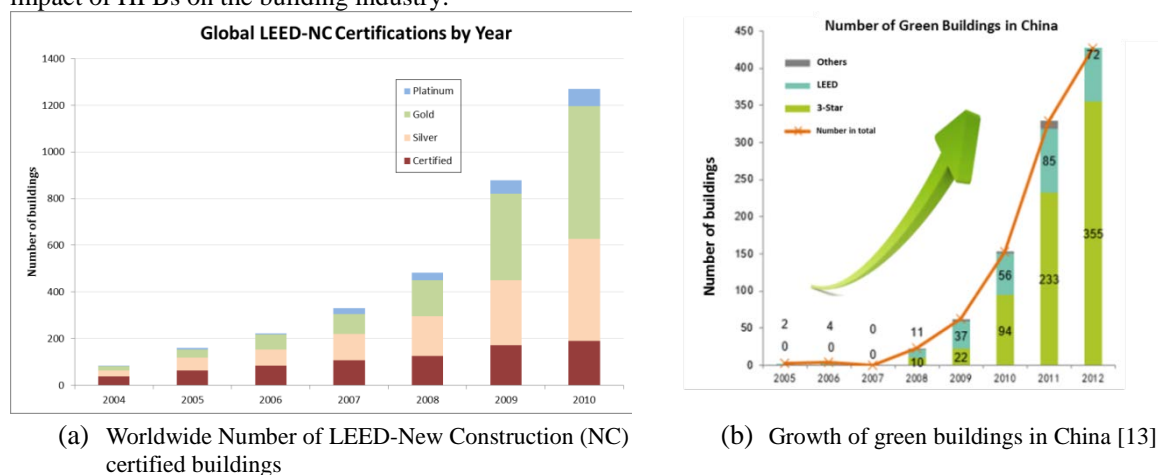 impact of HPBs on the building industry.
Global LEED-NC Certifications by Year
Number of buildings
1400
1200
1000
800
600
400
200
0
Platinum
Gold
Silver
Certified
2004 2005 2006 2007 2008 2009 2010
(a) Worldwide Number of LEED-New Construction (NC)
certified buildings
Number of Green Buildings in China
Number of buildings
450
400
350
300
250
200
150
100
50
0
Others
LEED
3-Star
Number in total
2 4 0 11 37 56 85 72
0 0 0 10 22 94 233 355
2005 2006 2007 2008 2009 2010 2011 2012
(b) Growth of green buildings in China [13]